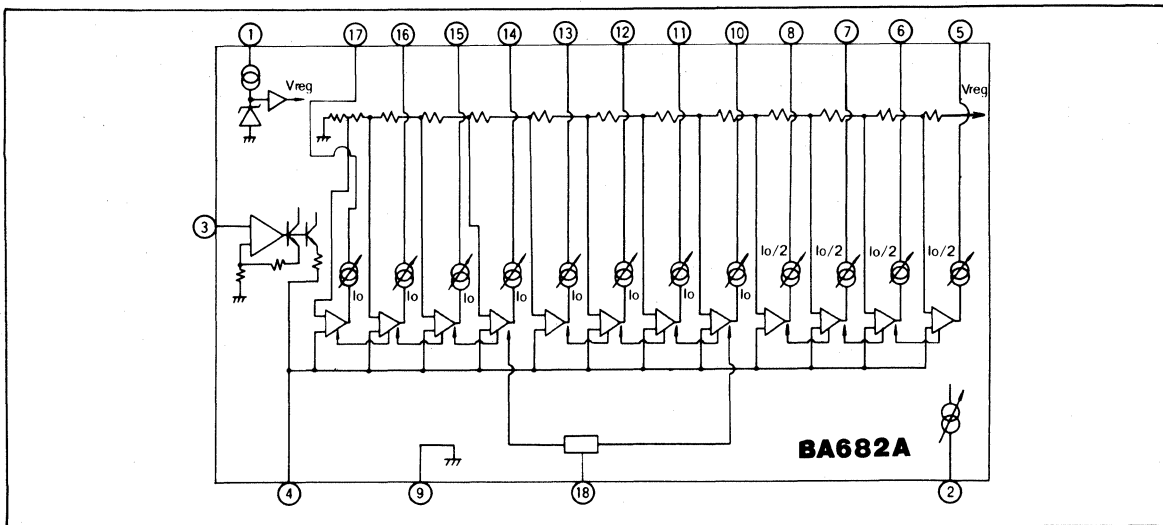 1 17 16 15 14 13 12 11 10 8 7 6 5
Vreg
Vreg
3
Io/2 Io/2 Io/2 Io/2
Io Io Io Io Io Io Io Io
BA682A
4 9 18 2